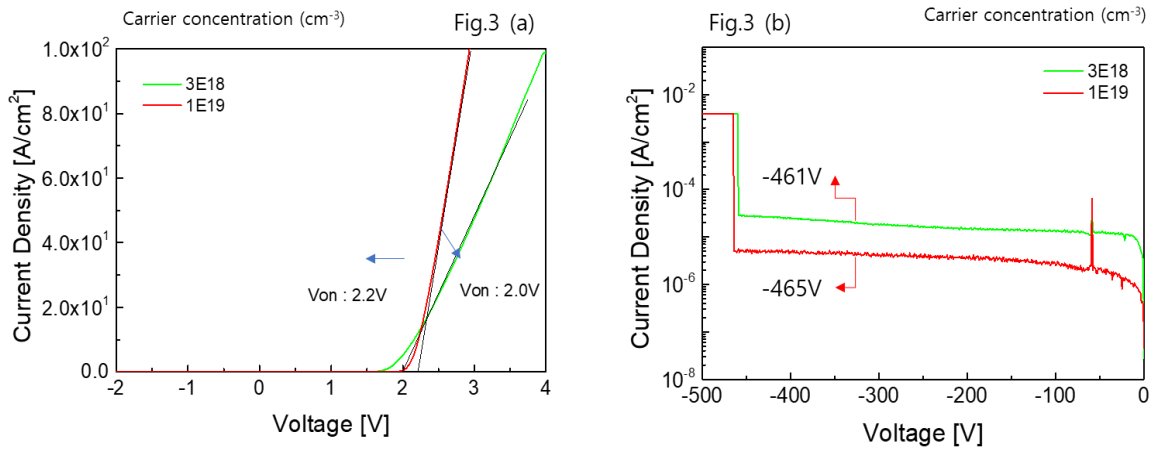 Carrier concentration (cm⁻³)
Fig.3 (a)
3E18
1E19
Von : 2.2V
Von : 2.0V
1.0x10²
8.0x10¹
6.0x10¹
4.0x10¹
2.0x10¹
0.0
Current Density [A/cm²]
-2
-1
0
1
2
3
4
Voltage [V]
Fig.3 (b)
Carrier concentration (cm⁻³)
3E18
1E19
-461V
-465V
10⁻²
10⁻⁴
10⁻⁶
10⁻⁸
Current Density [A/cm²]
-500
-400
-300
-200
-100
0
Voltage [V]